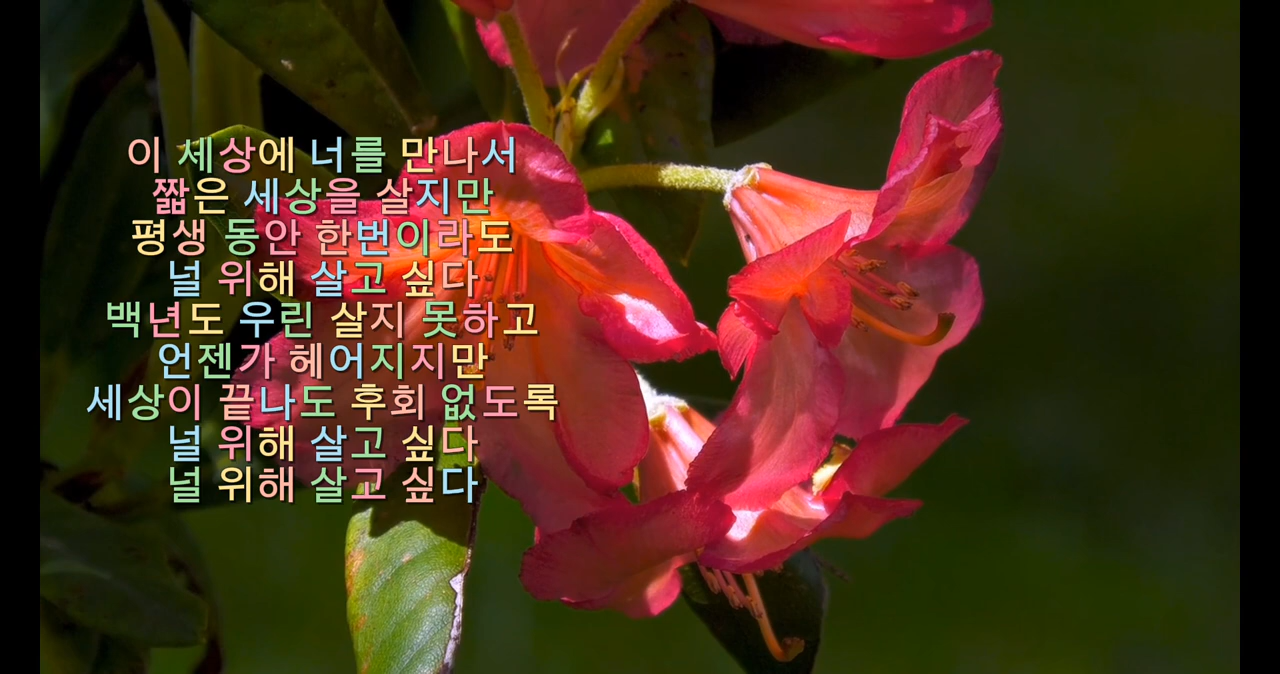 이 세상에 너를 만나서
짧은 세상을 살지만
평생 동안 한번이라도
널 위해 살고 싶다
백년도 우린 살지 못하고
언젠가 헤어지지만
세상이 끝나도 후회 없도록
널 위해 살고 싶다
널 위해 살고 싶다